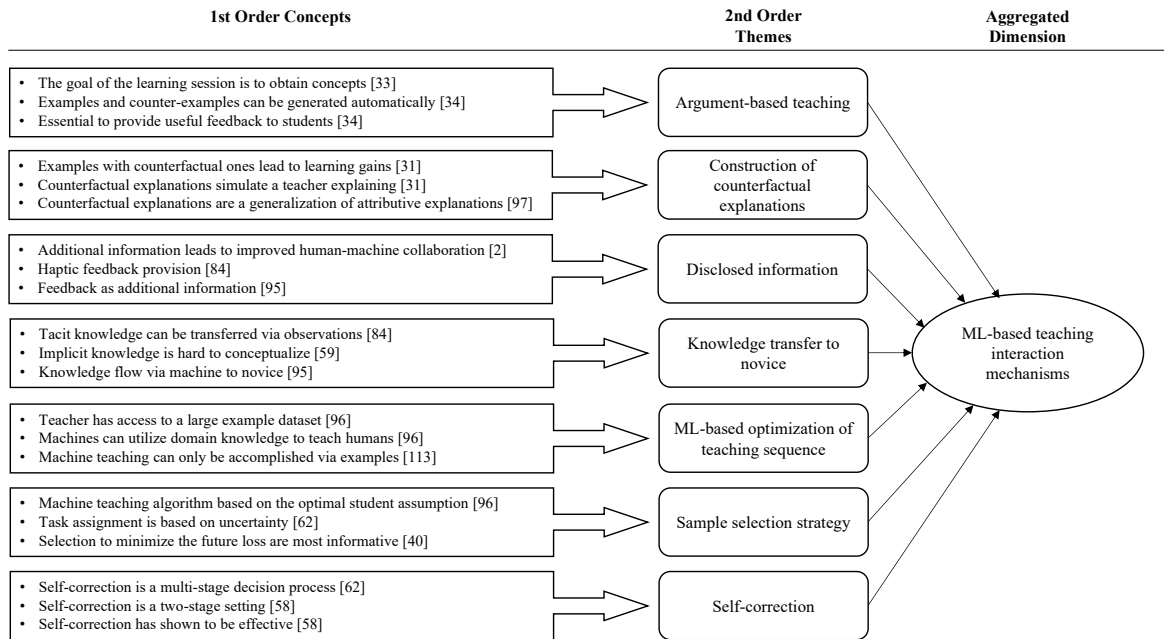 1st Order Concepts
2nd Order
Themes
Aggregated
Dimension
• The goal of the learning session is to obtain concepts [33]
• Examples and counter-examples can be generated automatically [34]
• Essential to provide useful feedback to students [34]
Argument-based teaching
• Examples with counterfactual ones lead to learning gains [31]
• Counterfactual explanations simulate a teacher explaining [31]
• Counterfactual explanations are a generalization of attributive explanations [97]
Construction of
counterfactual
explanations
• Additional information leads to improved human-machine collaboration [2]
• Haptic feedback provision [84]
• Feedback as additional information [95]
Disclosed information
• Tacit knowledge can be transferred via observations [84]
• Implicit knowledge is hard to conceptualize [59]
• Knowledge flow via machine to novice [95]
Knowledge transfer to
novice
ML-based teaching
interaction
mechanisms
• Teacher has access to a large example dataset [96]
• Machines can utilize domain knowledge to teach humans [96]
• Machine teaching can only be accomplished via examples [113]
ML-based optimization of
teaching sequence
• Machine teaching algorithm based on the optimal student assumption [96]
• Task assignment is based on uncertainty [62]
• Selection to minimize the future loss are most informative [40]
Sample selection strategy
• Self-correction is a multi-stage decision process [62]
• Self-correction is a two-stage setting [58]
• Self-correction has shown to be effective [58]
Self-correction